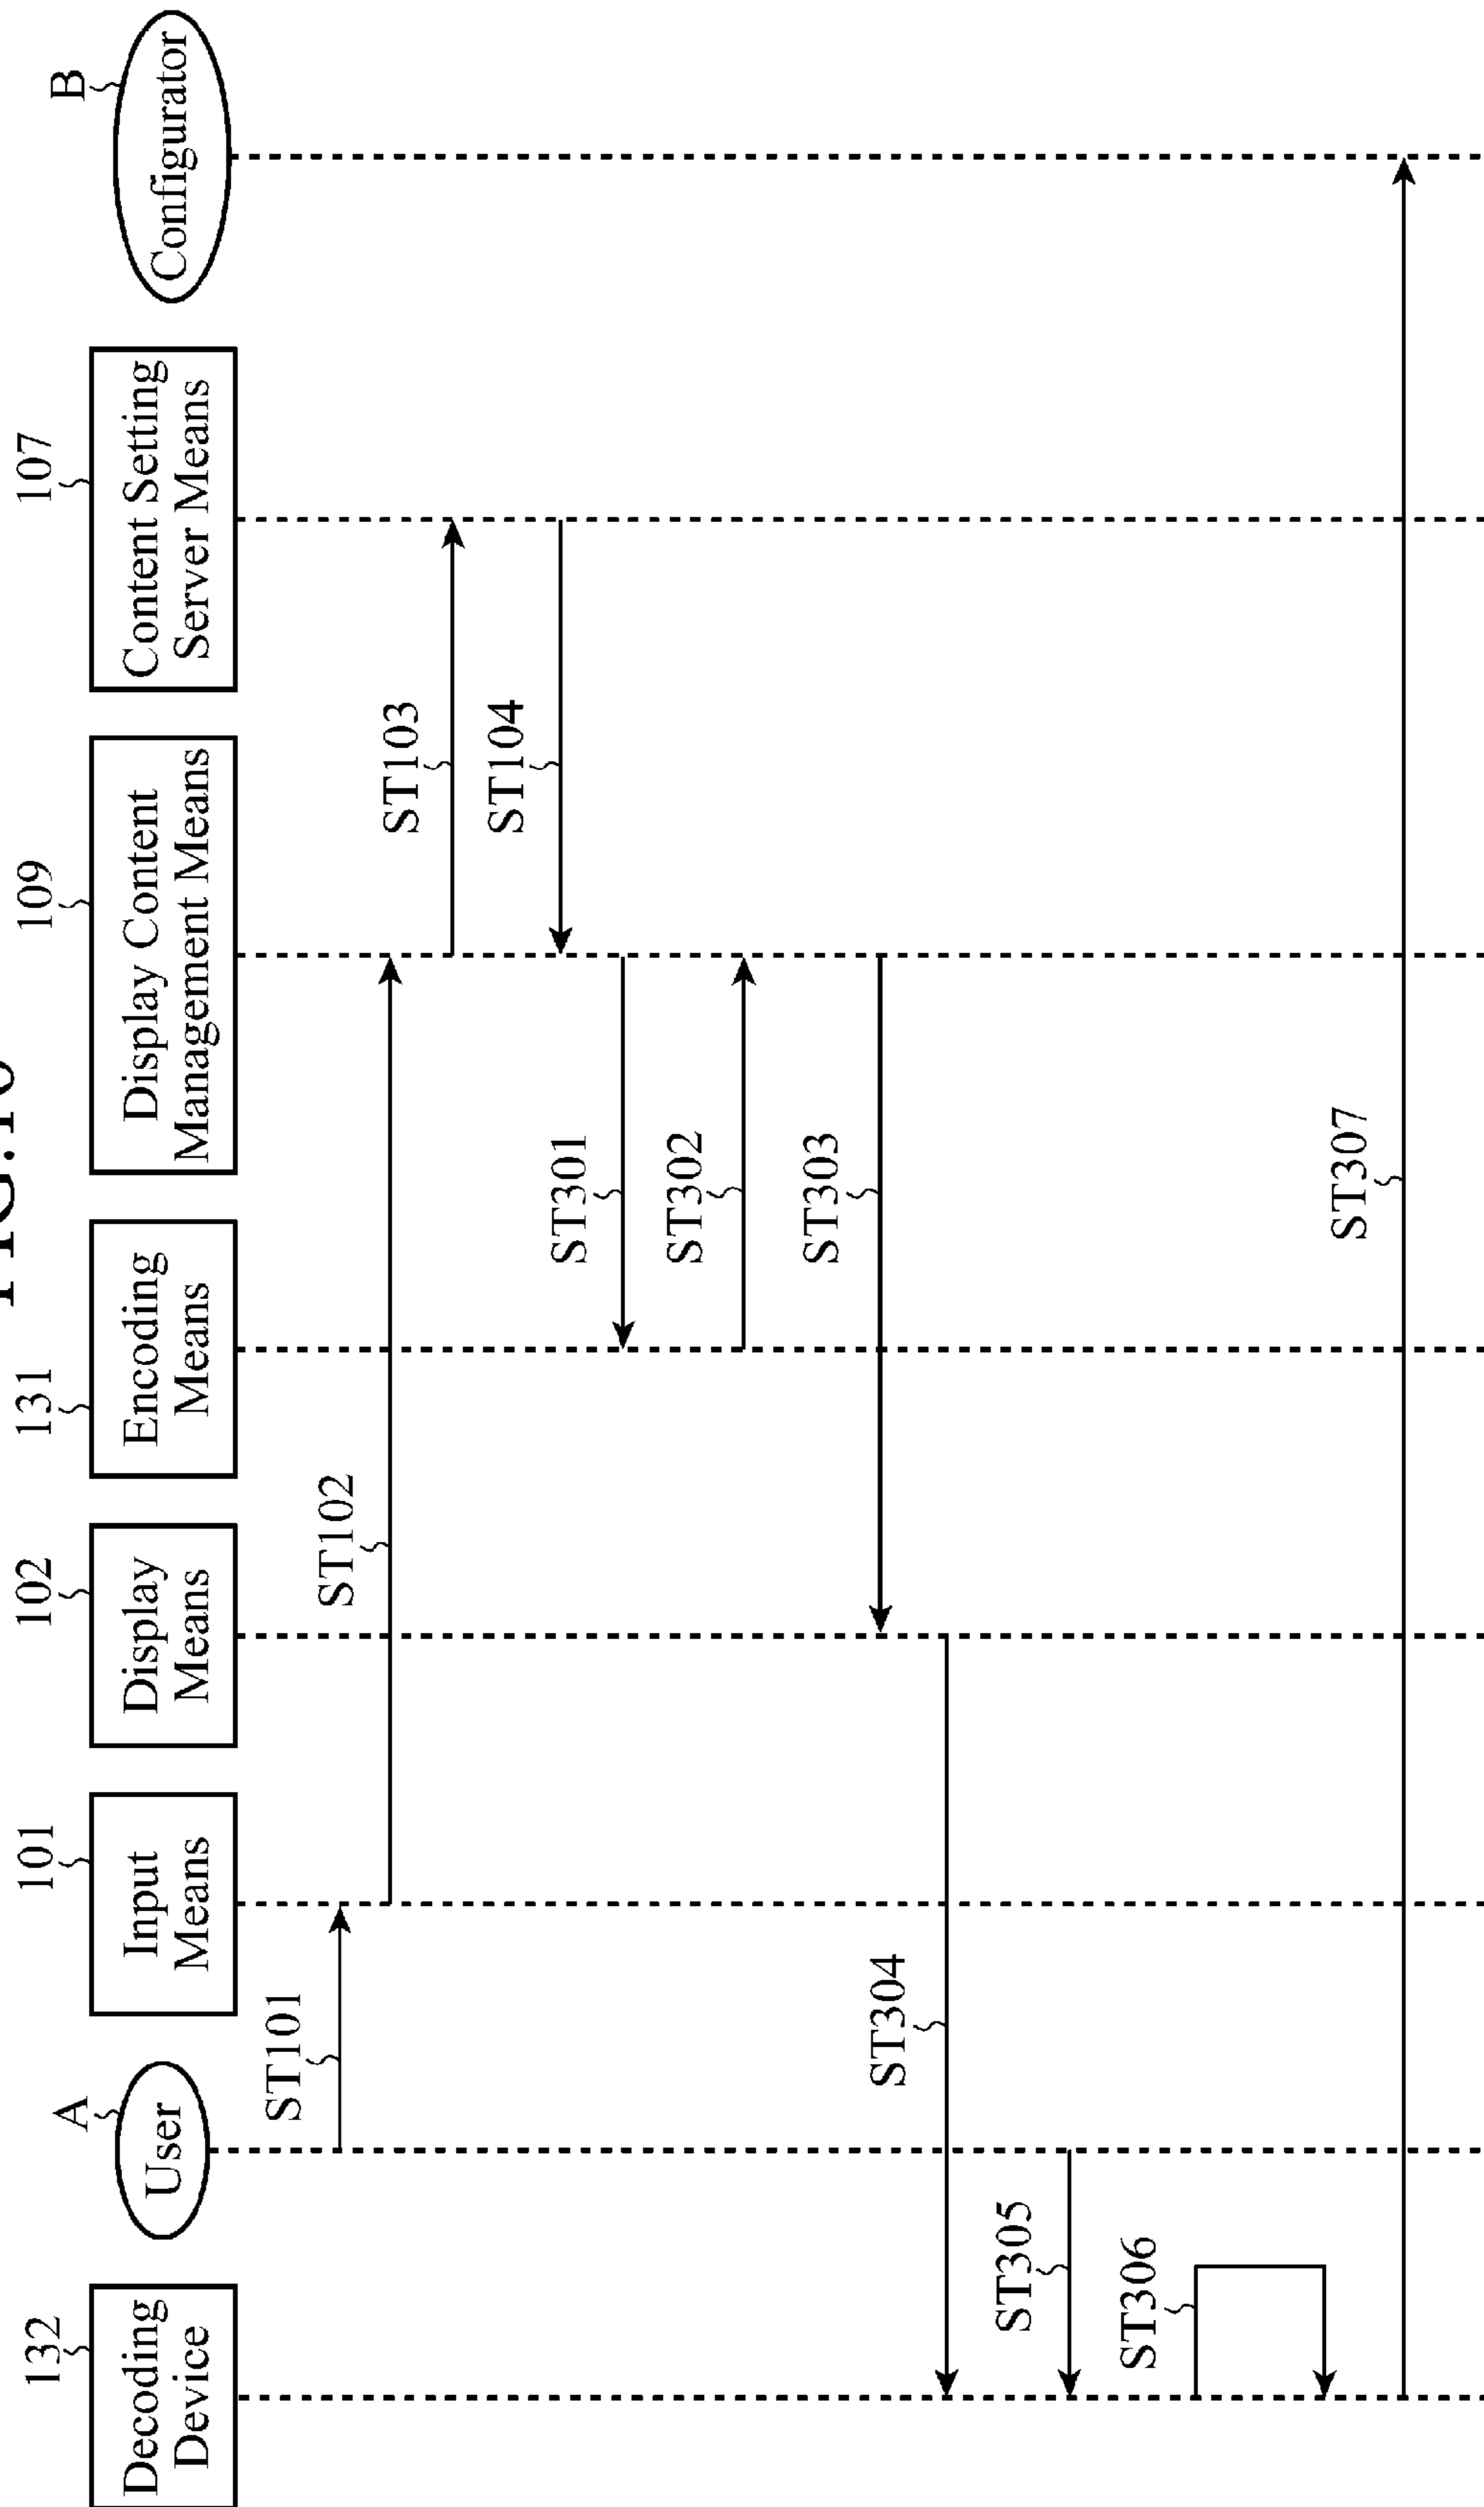 132
Decoding
Device
A
User
101
Input
Means
102
Display
Means
131
Encoding
Means
109
Display Content
Management Means
107
Content Setting
Server Means
B
Configurator
ST101
ST102
ST103
ST104
ST301
ST302
ST303
ST304
ST305
ST306
ST307